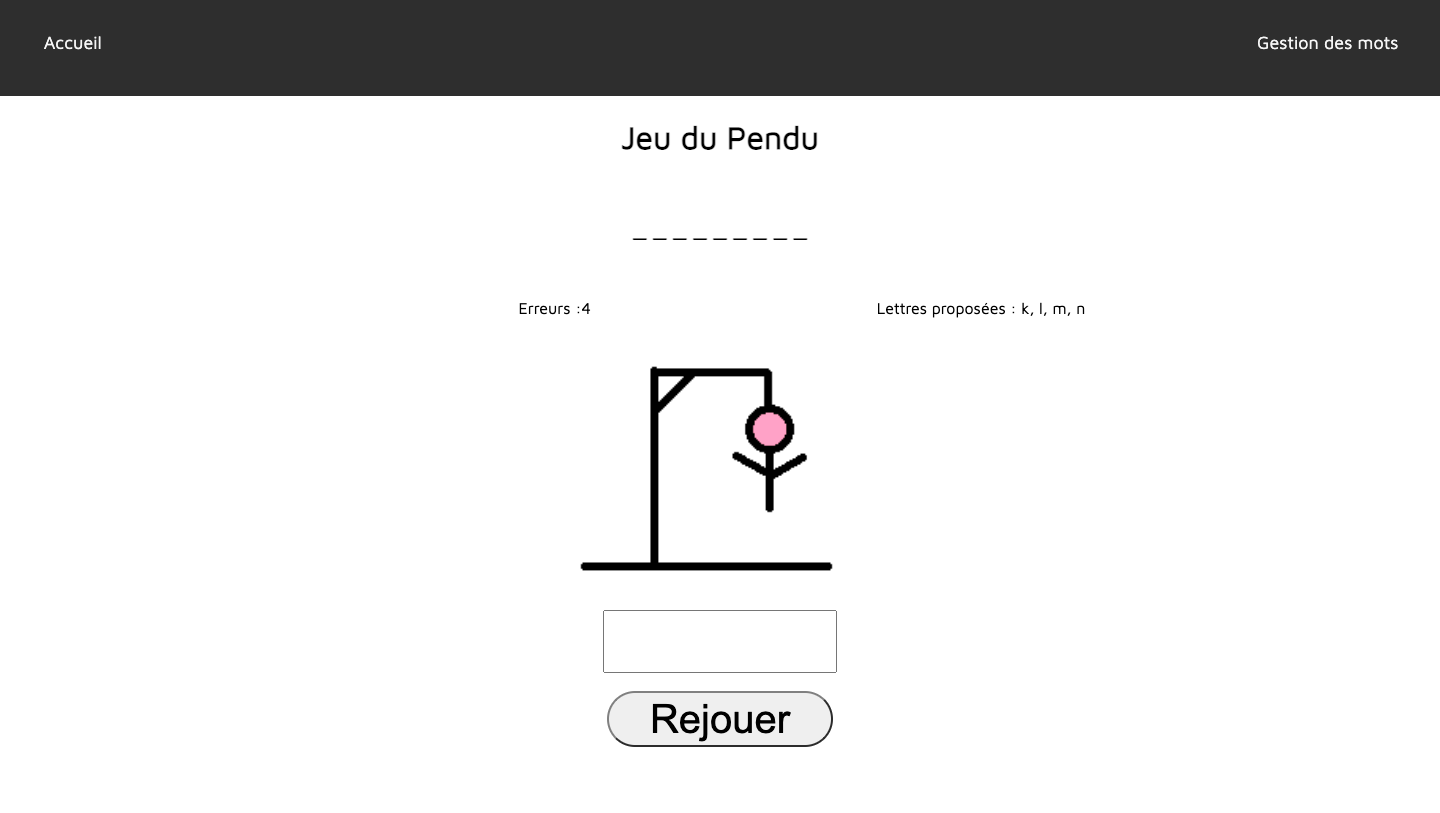 Accueil
Gestion des mots
Jeu du Pendu
_ _ _ _ _ _ _ _ _
Erreurs :4
Lettres proposées : k, l, m, n
Rejouer